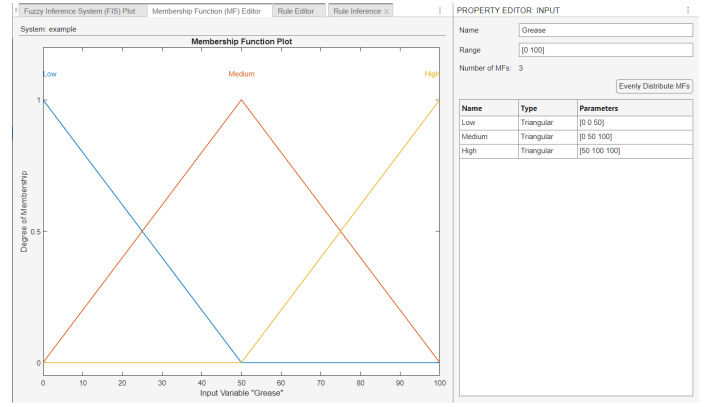 Fuzzy Inference System (FIS) Plot
Membership Function (MF) Editor
Rule Editor
Rule Inference ×
System: example
Membership Function Plot
Low
Medium
High
1
0.5
0
Degree of Membership
0 10 20 30 40 50 60 70 80 90 100
Input Variable "Grease"
PROPERTY EDITOR: INPUT
Name Grease
Range [0 100]
Number of MFs: 3
Evenly Distribute MFs
Name Type Parameters
Low Triangular [0 0 50]
Medium Triangular [0 50 100]
High Triangular [50 100 100]